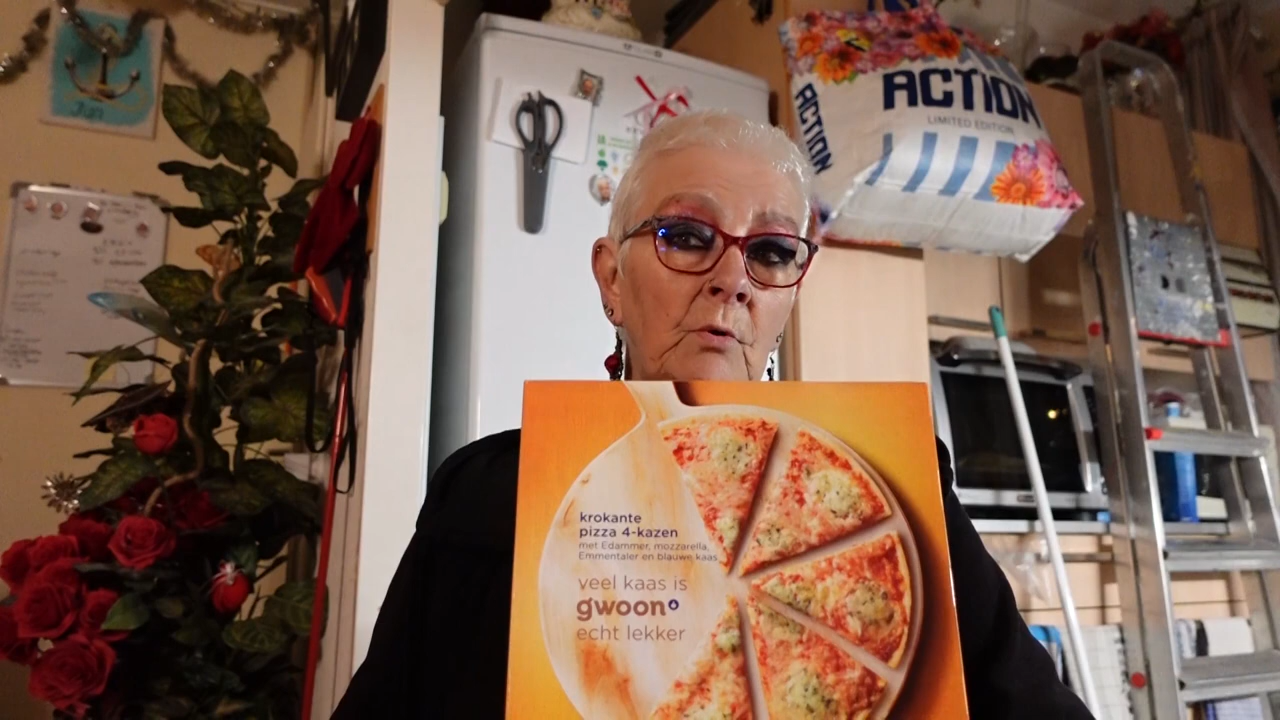 Jun
ACTION
ACTION
LIMITED EDITION
krokante
pizza 4-kazen
met Edammer, mozzarella,
Emmentaler en blauwe kaas
veel kaas is
gwoon
echt lekker